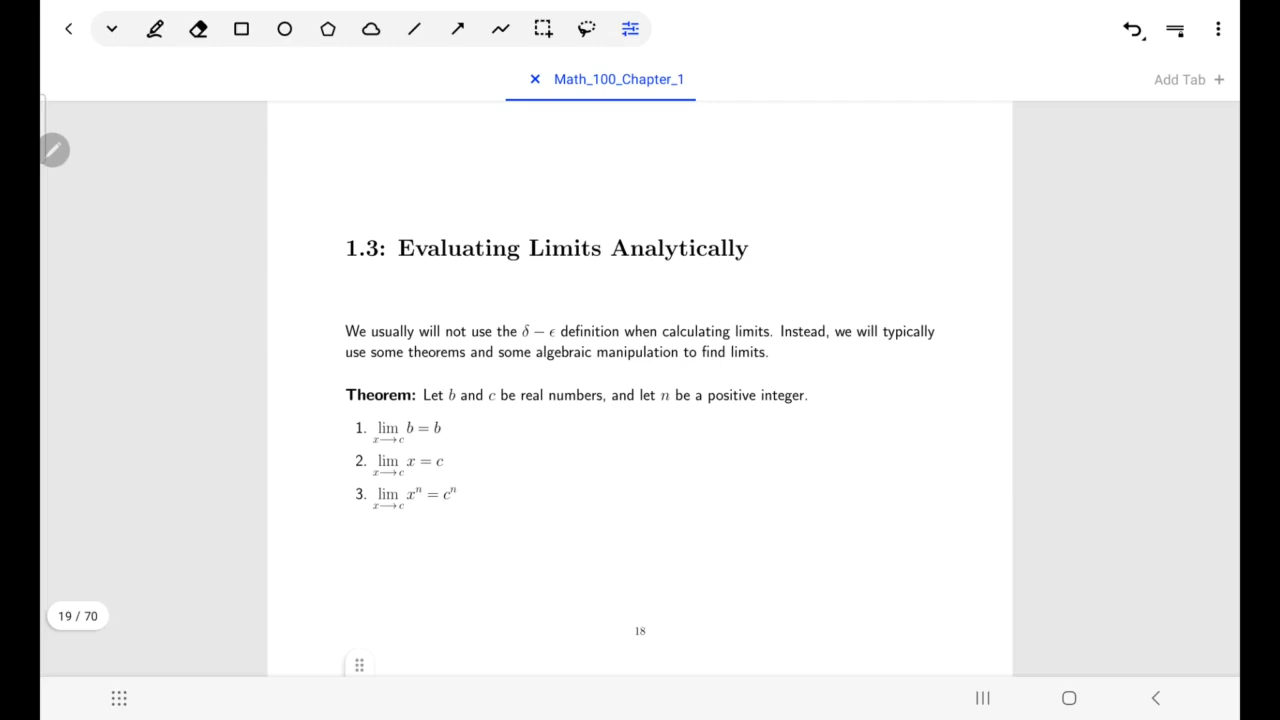 Math_100_Chapter_1
Add Tab +
1.3: Evaluating Limits Analytically
We usually will not use the δ − ϵ definition when calculating limits. Instead, we will typically
use some theorems and some algebraic manipulation to find limits.
Theorem: Let b and c be real numbers, and let n be a positive integer.
1. lim b = b
x⟶c
2. lim x = c
x⟶c
3. lim xⁿ = cⁿ
x⟶c
19 / 70
18